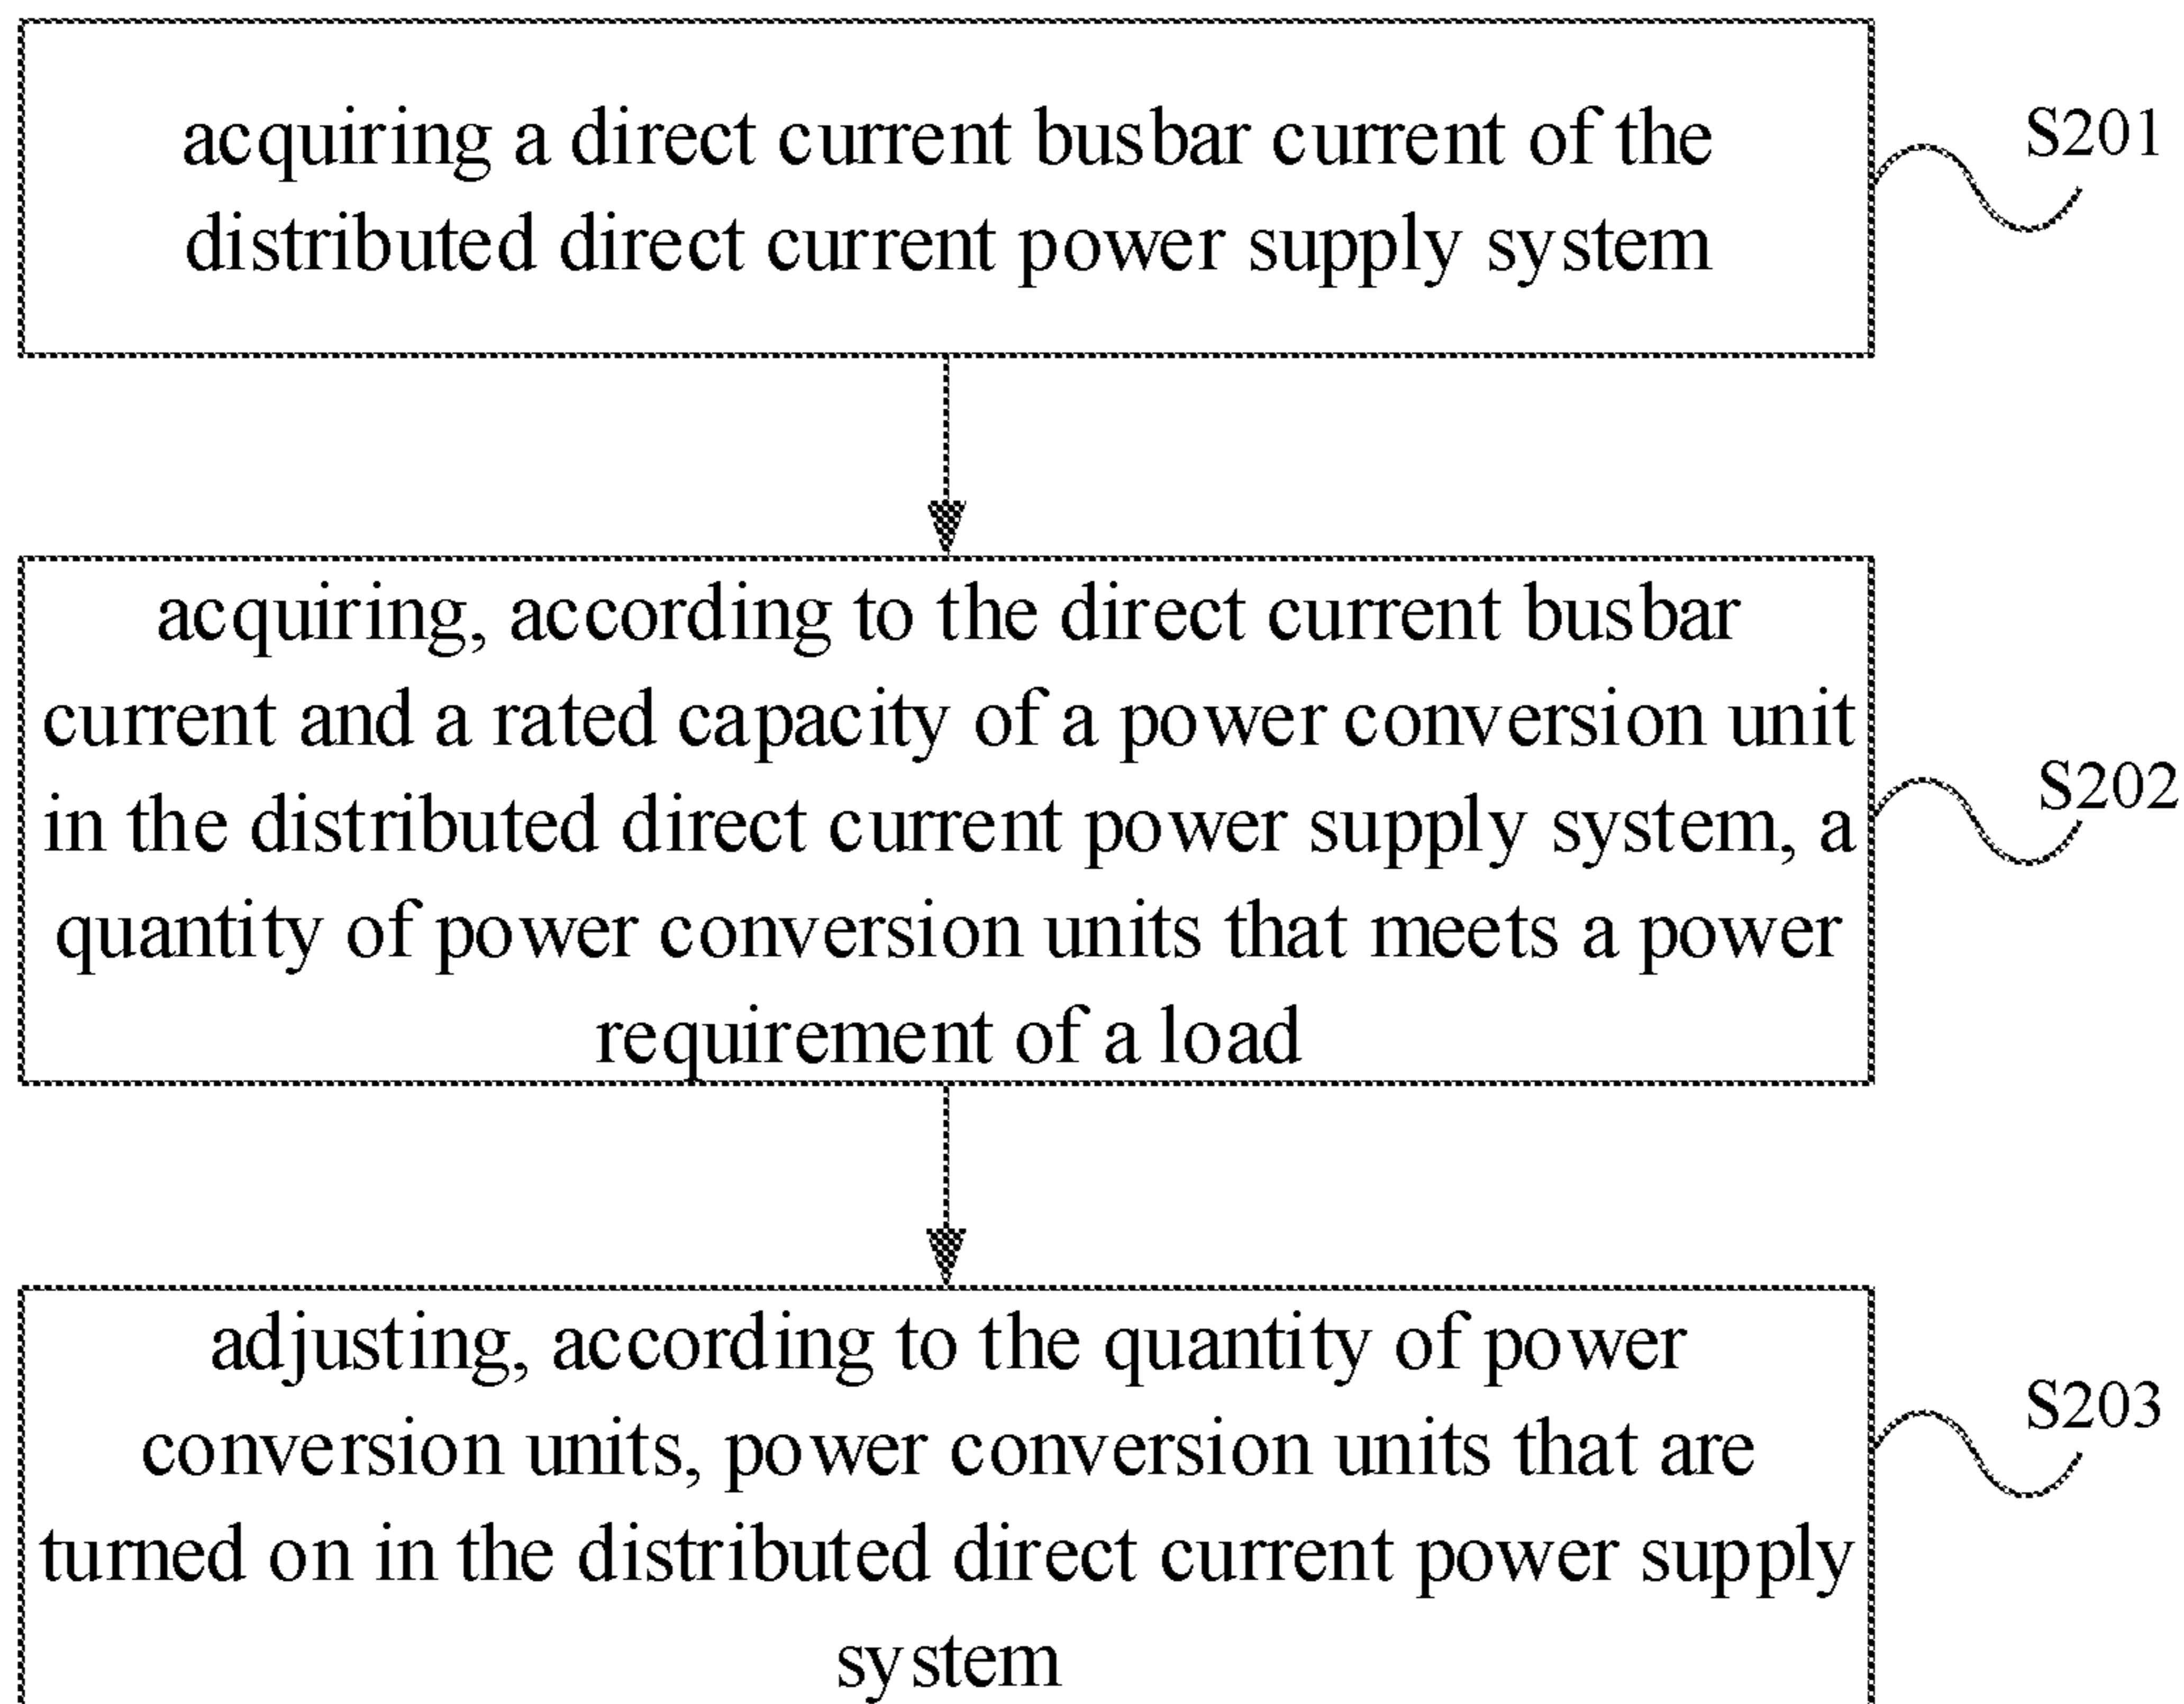 acquiring a direct current busbar current of the
distributed direct current power supply system
S201
acquiring, according to the direct current busbar
current and a rated capacity of a power conversion unit
in the distributed direct current power supply system, a
quantity of power conversion units that meets a power
requirement of a load
S202
adjusting, according to the quantity of power
conversion units, power conversion units that are
turned on in the distributed direct current power supply
system
S203